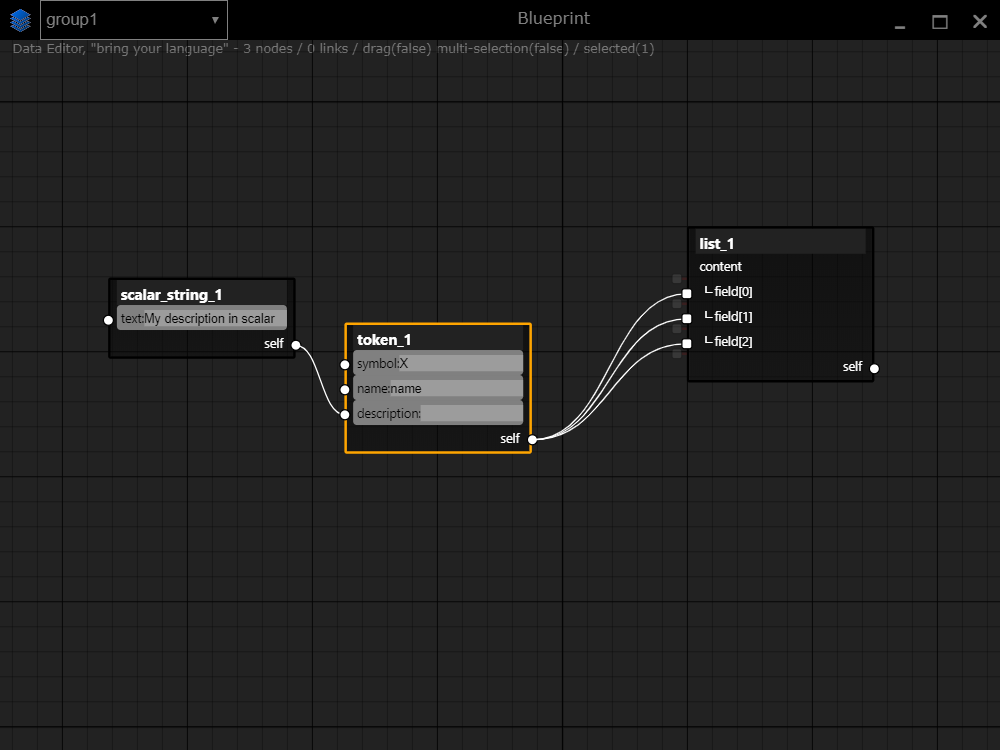 group1
Blueprint
Data Editor, "bring your language" - 3 nodes / 0 links / drag(false) multi-selection(false) / selected(1)
scalar_string_1
text:My description in scalar
self
token_1
symbol:X
name:name
description:
self
list_1
content
field[0]
field[1]
field[2]
self